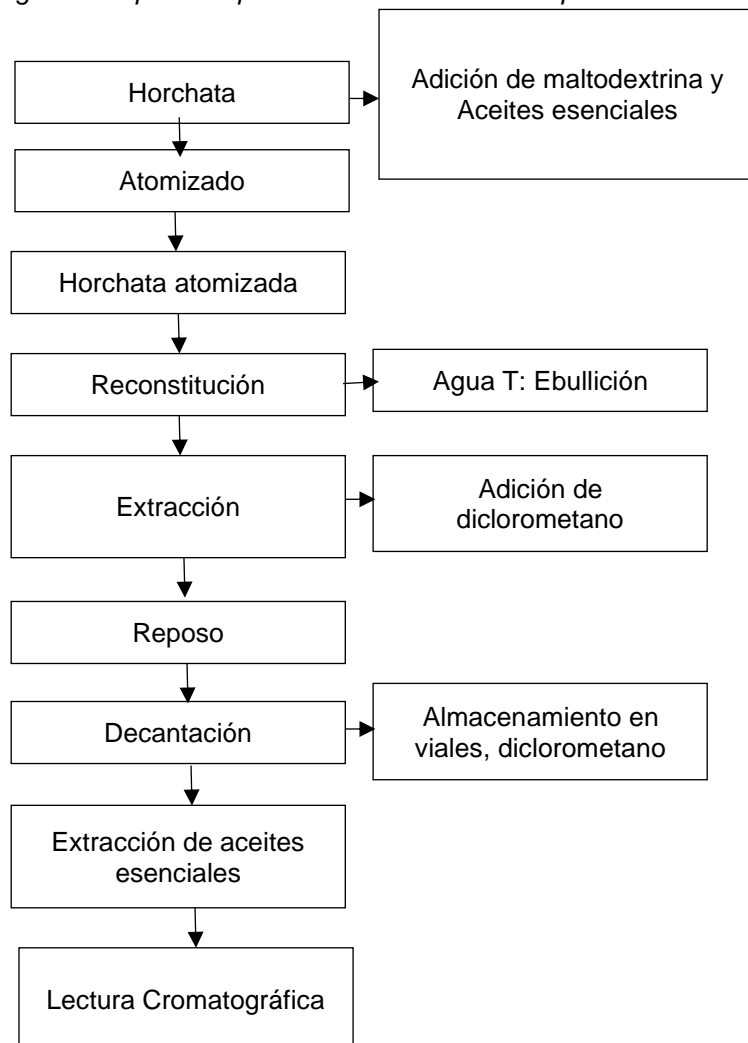 Horchata
Adición de maltodextrina y
Aceites esenciales
Atomizado
Horchata atomizada
Reconstitución
Agua T: Ebullición
Extracción
Adición de
diclorometano
Reposo
Decantación
Almacenamiento en
viales, diclorometano
Extracción de aceites
esenciales
Lectura Cromatográfica